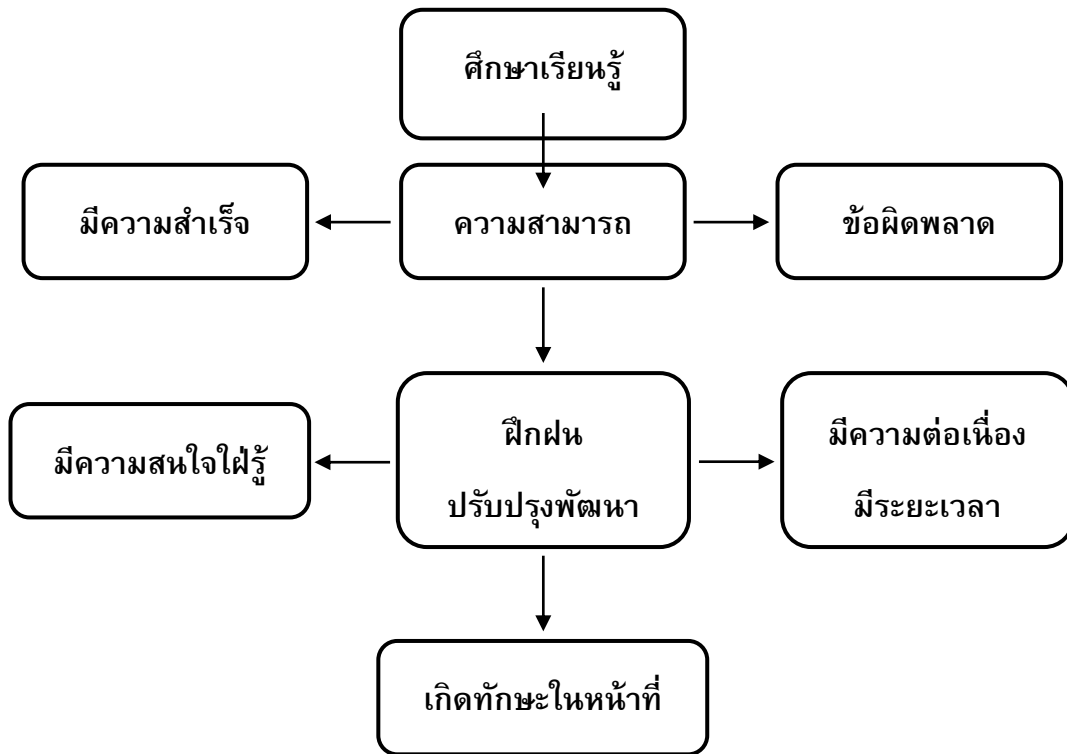 ศึกษาเรียนรู้
มีความสำเร็จ
ความสามารถ
ข้อผิดพลาด
มีความสนใจใฝ่รู้
ฝึกฝน
ปรับปรุงพัฒนา
มีความต่อเนื่อง
มีระยะเวลา
เกิดทักษะในหน้าที่